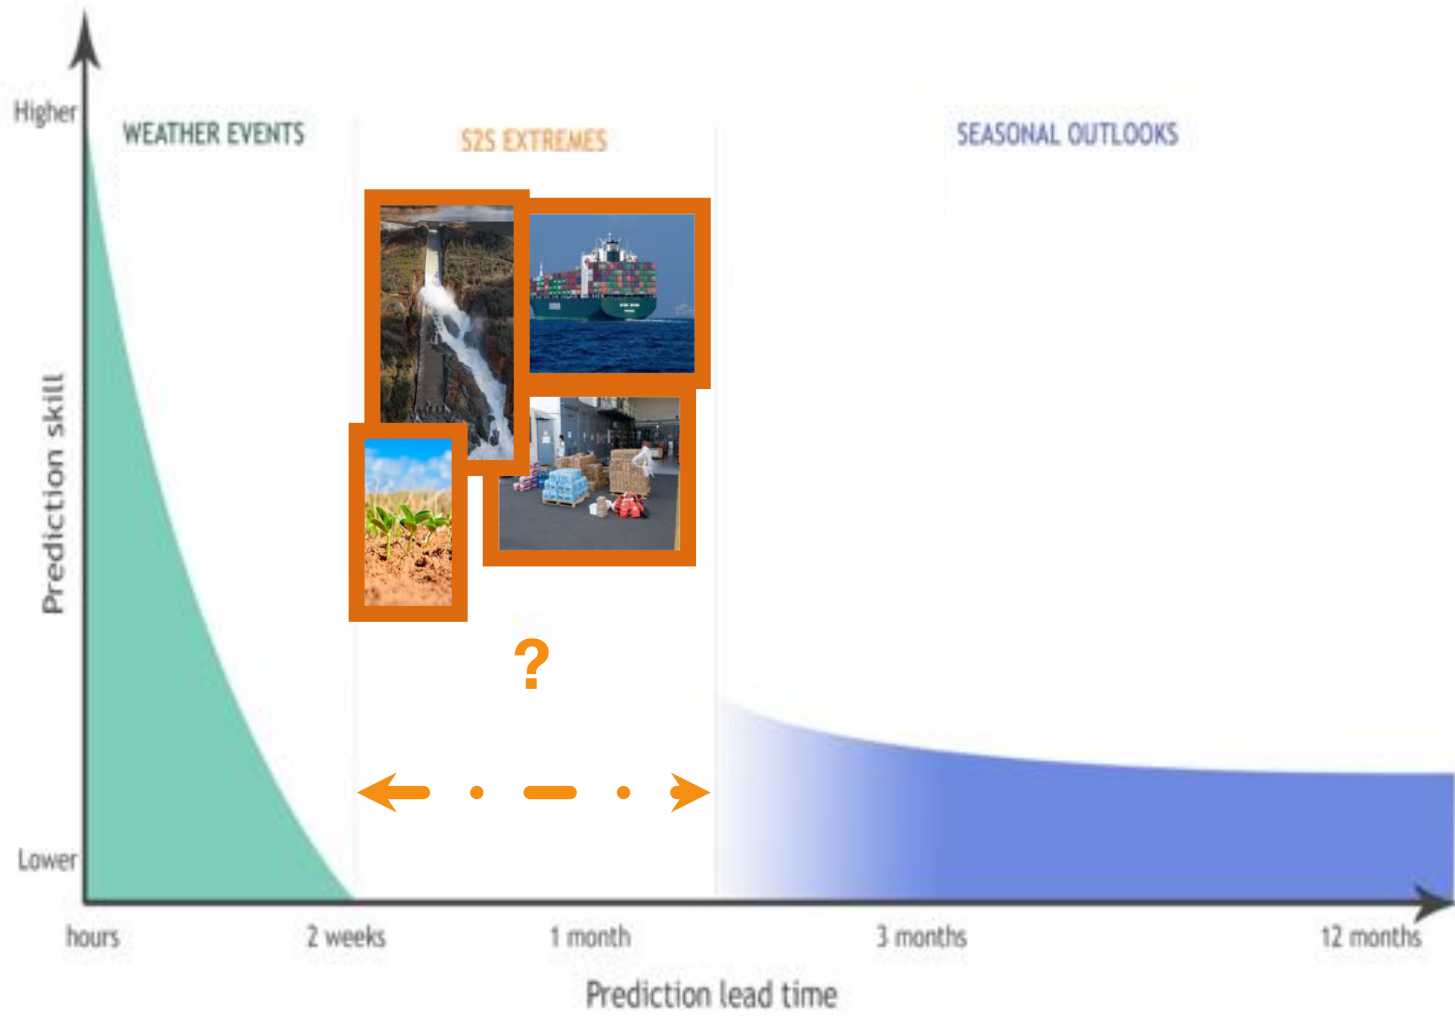 Higher
WEATHER EVENTS
S2S EXTREMES
SEASONAL OUTLOOKS
Prediction skill
?
Lower
hours
2 weeks
1 month
3 months
12 months
Prediction lead time